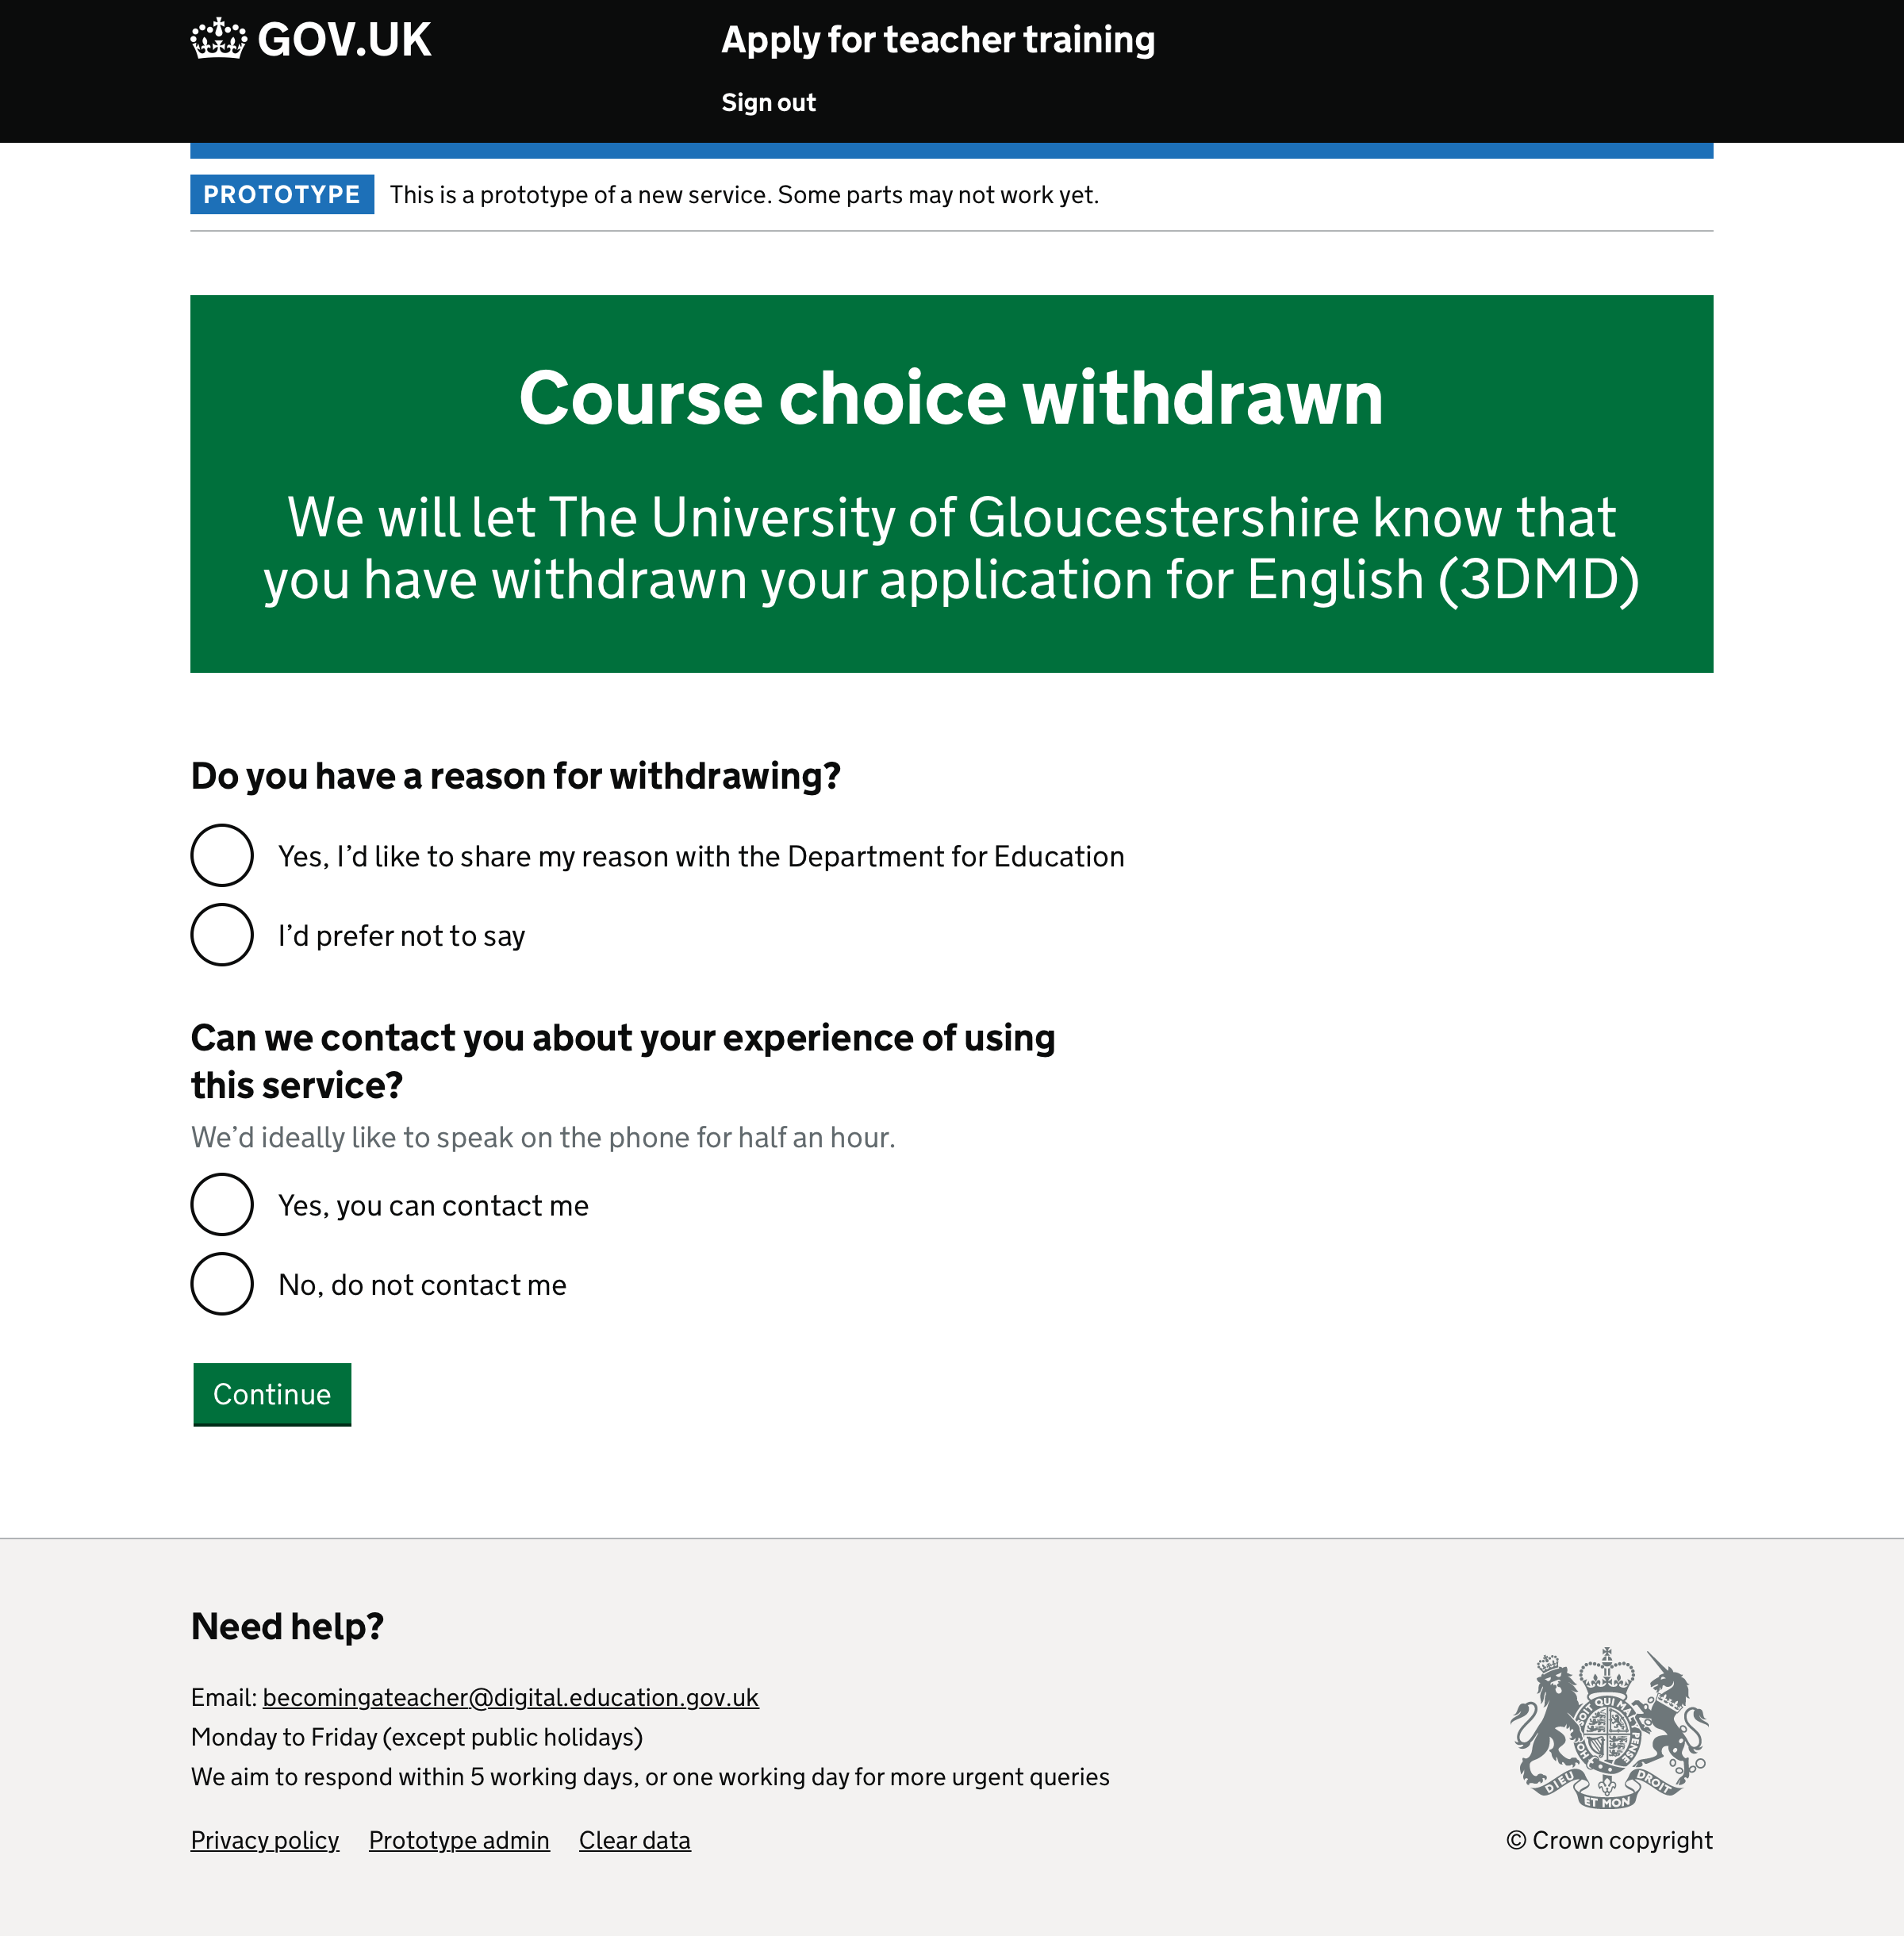 GOV.UK
Apply for teacher training
Sign out
PROTOTYPE This is a prototype of a new service. Some parts may not work yet.
Course choice withdrawn
We will let The University of Gloucestershire know that
you have withdrawn your application for English (3DMD)
Do you have a reason for withdrawing?
Yes, I’d like to share my reason with the Department for Education
I’d prefer not to say
Can we contact you about your experience of using
this service?
We’d ideally like to speak on the phone for half an hour.
Yes, you can contact me
No, do not contact me
Continue
Need help?
Email: becomingateacher@digital.education.gov.uk
Monday to Friday (except public holidays)
We aim to respond within 5 working days, or one working day for more urgent queries
Privacy policy Prototype admin Clear data
DIEU ET MON DROIT
© Crown copyright